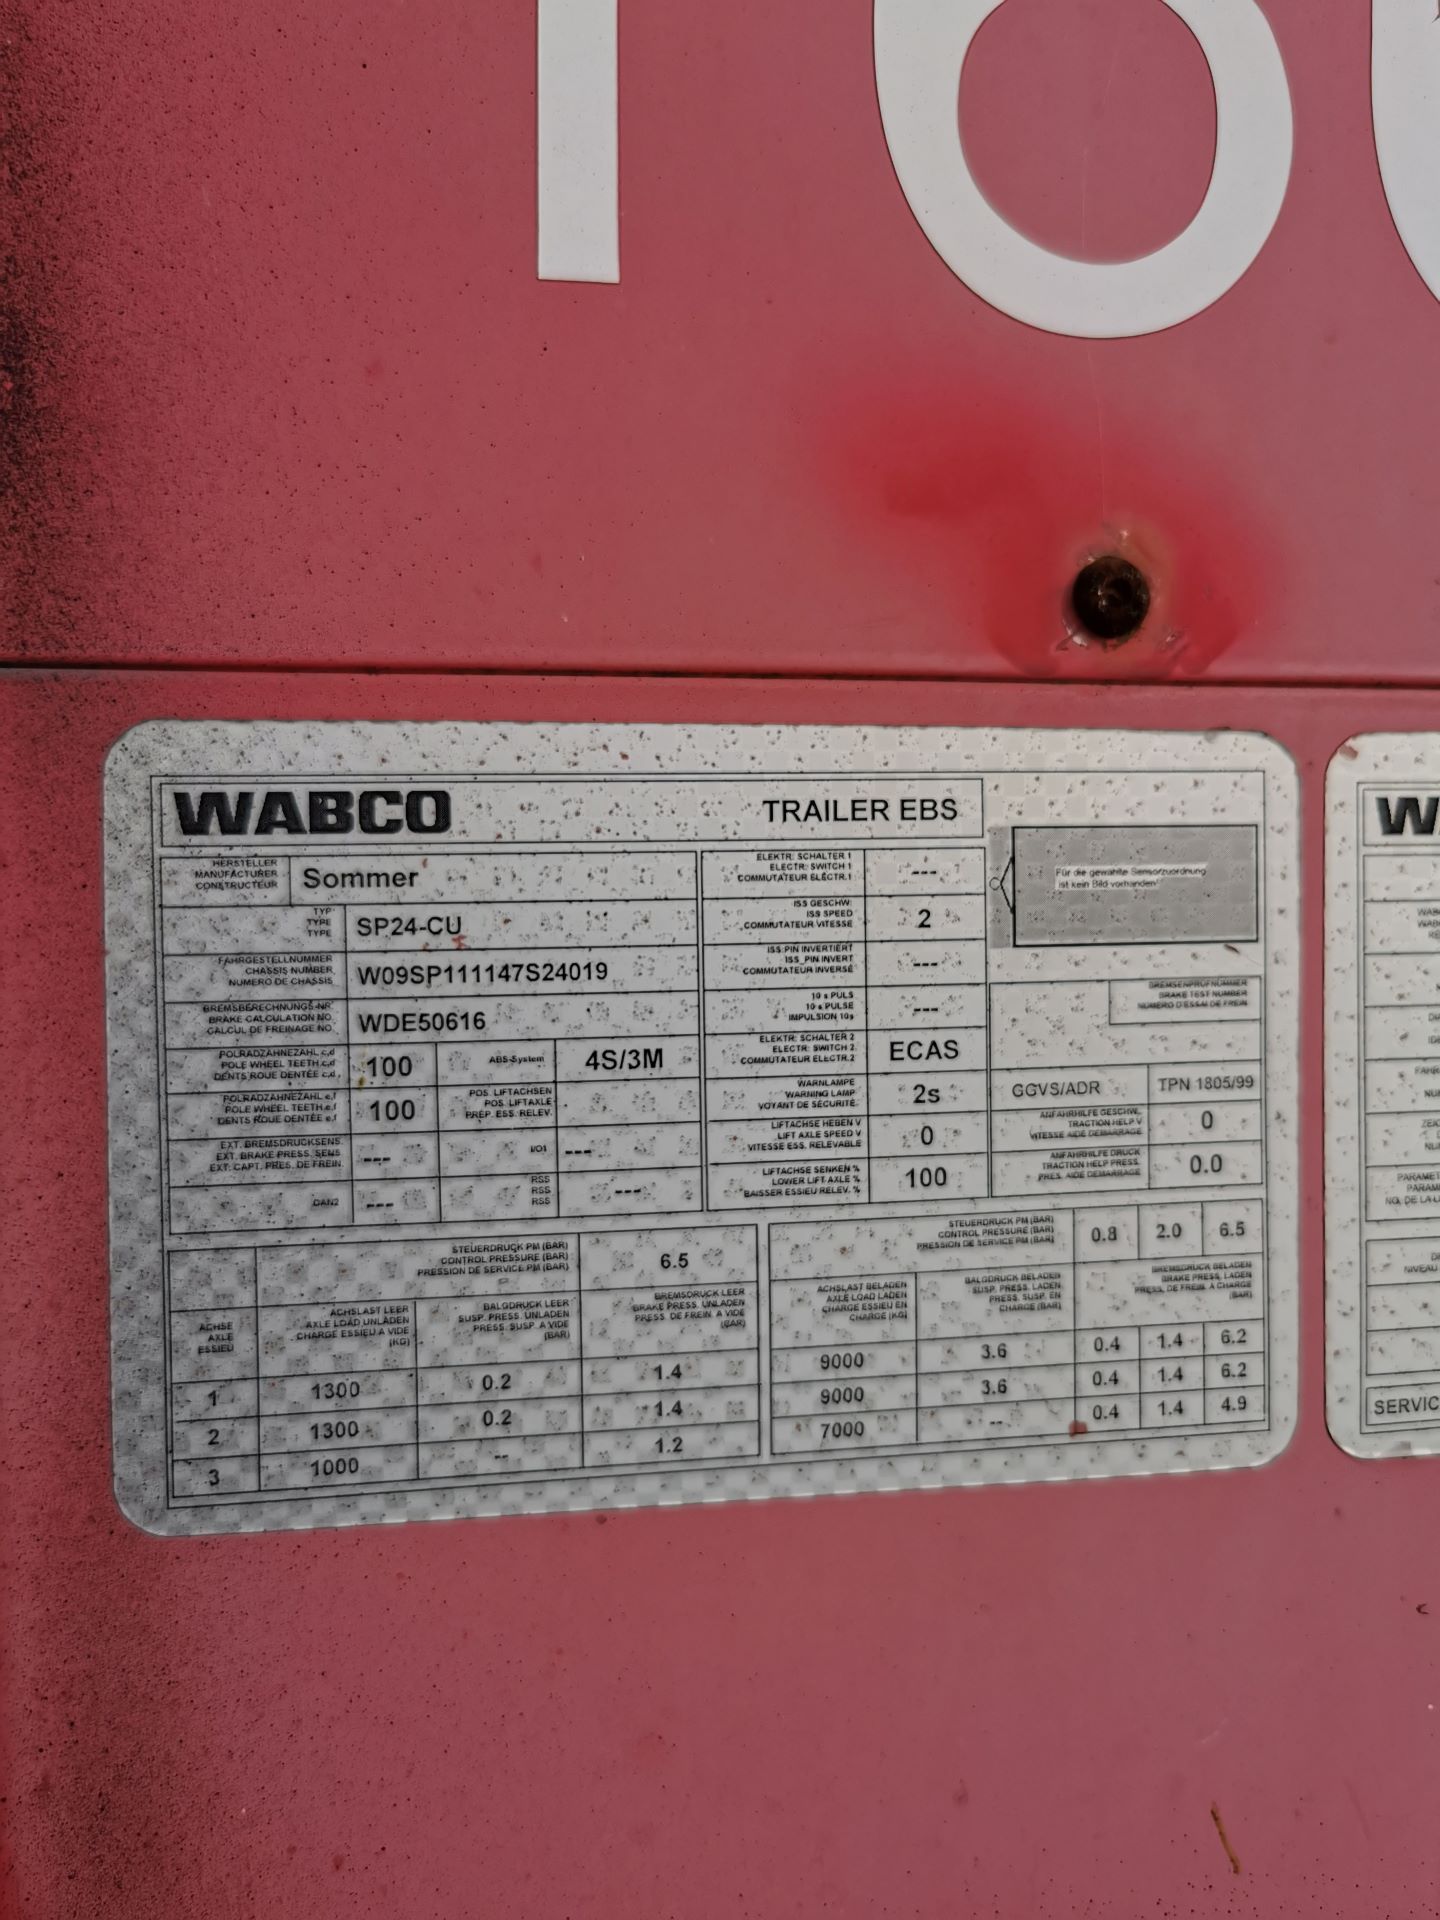 WABCO TRAILER EBS
HERSTELLER
MANUFACTURER
CONSTRUCTEUR
Sommer
TYP
TYPE
TYPE
SP24-CU
FAHRGESTELLNUMMER
CHASSIS NUMBER
NUMERO DE CHASSIS
W09SP111147S24019
BREMSBERECHNUNGS-NR.
BRAKE CALCULATION NO.
CALCUL DE FREINAGE NO.
WDE50616
POLRADZÄHNEZAHL c,d
POLE WHEEL TEETH c,d
DENTS ROUE DENTÉE c,d
100
ABS-System
4S/3M
POLRADZÄHNEZAHL e,f
POLE WHEEL TEETH e,f
DENTS ROUE DENTÉE e,f
100
POS. LIFTACHSEN
POS. LIFTAXLE
PREP. ESS. RELEV.
EXT. BREMSDRUCKSENS.
EXT. BRAKE PRESS. SENS
EXT. CAPT. PRES. DE FREIN.
---
I/O1
---
DAN2
---
RSS
RSS
RSS
---
ELEKTR. SCHALTER 1
ELECTR. SWITCH 1
COMMUTATEUR ÉLECTR.1
---
ISS GESCHW.
ISS SPEED
COMMUTATEUR VITESSE
2
ISS PIN INVERTIERT
ISS PIN INVERT
COMMUTATEUR INVERSE
---
10 s PULS
10 s PULSE
IMPULSION 10s
---
ELEKTR. SCHALTER 2
ELECTR. SWITCH 2
COMMUTATEUR ELECTR.2
ECAS
WARNLAMPE
WARNING LAMP
VOYANT DE SÉCURITÉ
2s
LIFTACHSE HEBEN V
LIFT AXLE SPEED V
VITESSE ESS. RELEVABLE
0
LIFTACHSE SENKEN %
LOWER LIFT AXLE %
BAISSER ESSIEU RELEV. %
100
Für die gewählte Sensorzuordnung
ist kein Bild vorhanden!
BREMSENPRÜFNUMMER
BRAKE TEST NUMBER
NUMERO D'ESSAI DE FREIN
GGVS/ADR
TPN 1805/99
ANFAHRHILFE GESCHW.
TRACTION HELP V
VITESSE AIDE DEMARRAGE
0
ANFAHRHILFE DRUCK
TRACTION HELP PRESS.
PRES. AIDE DEMARRAGE
0.0
STEUERDRUCK PM (BAR)
CONTROL PRESSURE (BAR)
PRESSION DE SERVICE PM (BAR)
6.5
ACHSE
AXLE
ESSIEU
ACHSLAST LEER
AXLE LOAD UNLADEN
CHARGE ESSIEU A VIDE
(KG)
BALGDRUCK LEER
SUSP. PRESS. UNLADEN
PRESS. SUSP. A VIDE
(BAR)
BREMSDRUCK LEER
BRAKE PRESS. UNLADEN
PRESS. DE FREIN. A VIDE
(BAR)
1 1300 0.2 1.4
2 1300 0.2 1.4
3 1000 -- 1.2
STEUERDRUCK PM (BAR)
CONTROL PRESSURE (BAR)
PRESSION DE SERVICE PM (BAR)
0.8 2.0 6.5
ACHSLAST BELADEN
AXLE LOAD LADEN
CHARGE ESSIEU EN
CHARGE (KG)
BALGDRUCK BELADEN
SUSP. PRESS. LADEN
PRESS. SUSP. EN
CHARGE (BAR)
BREMSDRUCK BELADEN
BRAKE PRESS. LADEN
PRESS. DE FREIN. A CHARGE
(BAR)
9000 3.6 0.4 1.4 6.2
9000 3.6 0.4 1.4 6.2
7000 -- 0.4 1.4 4.9